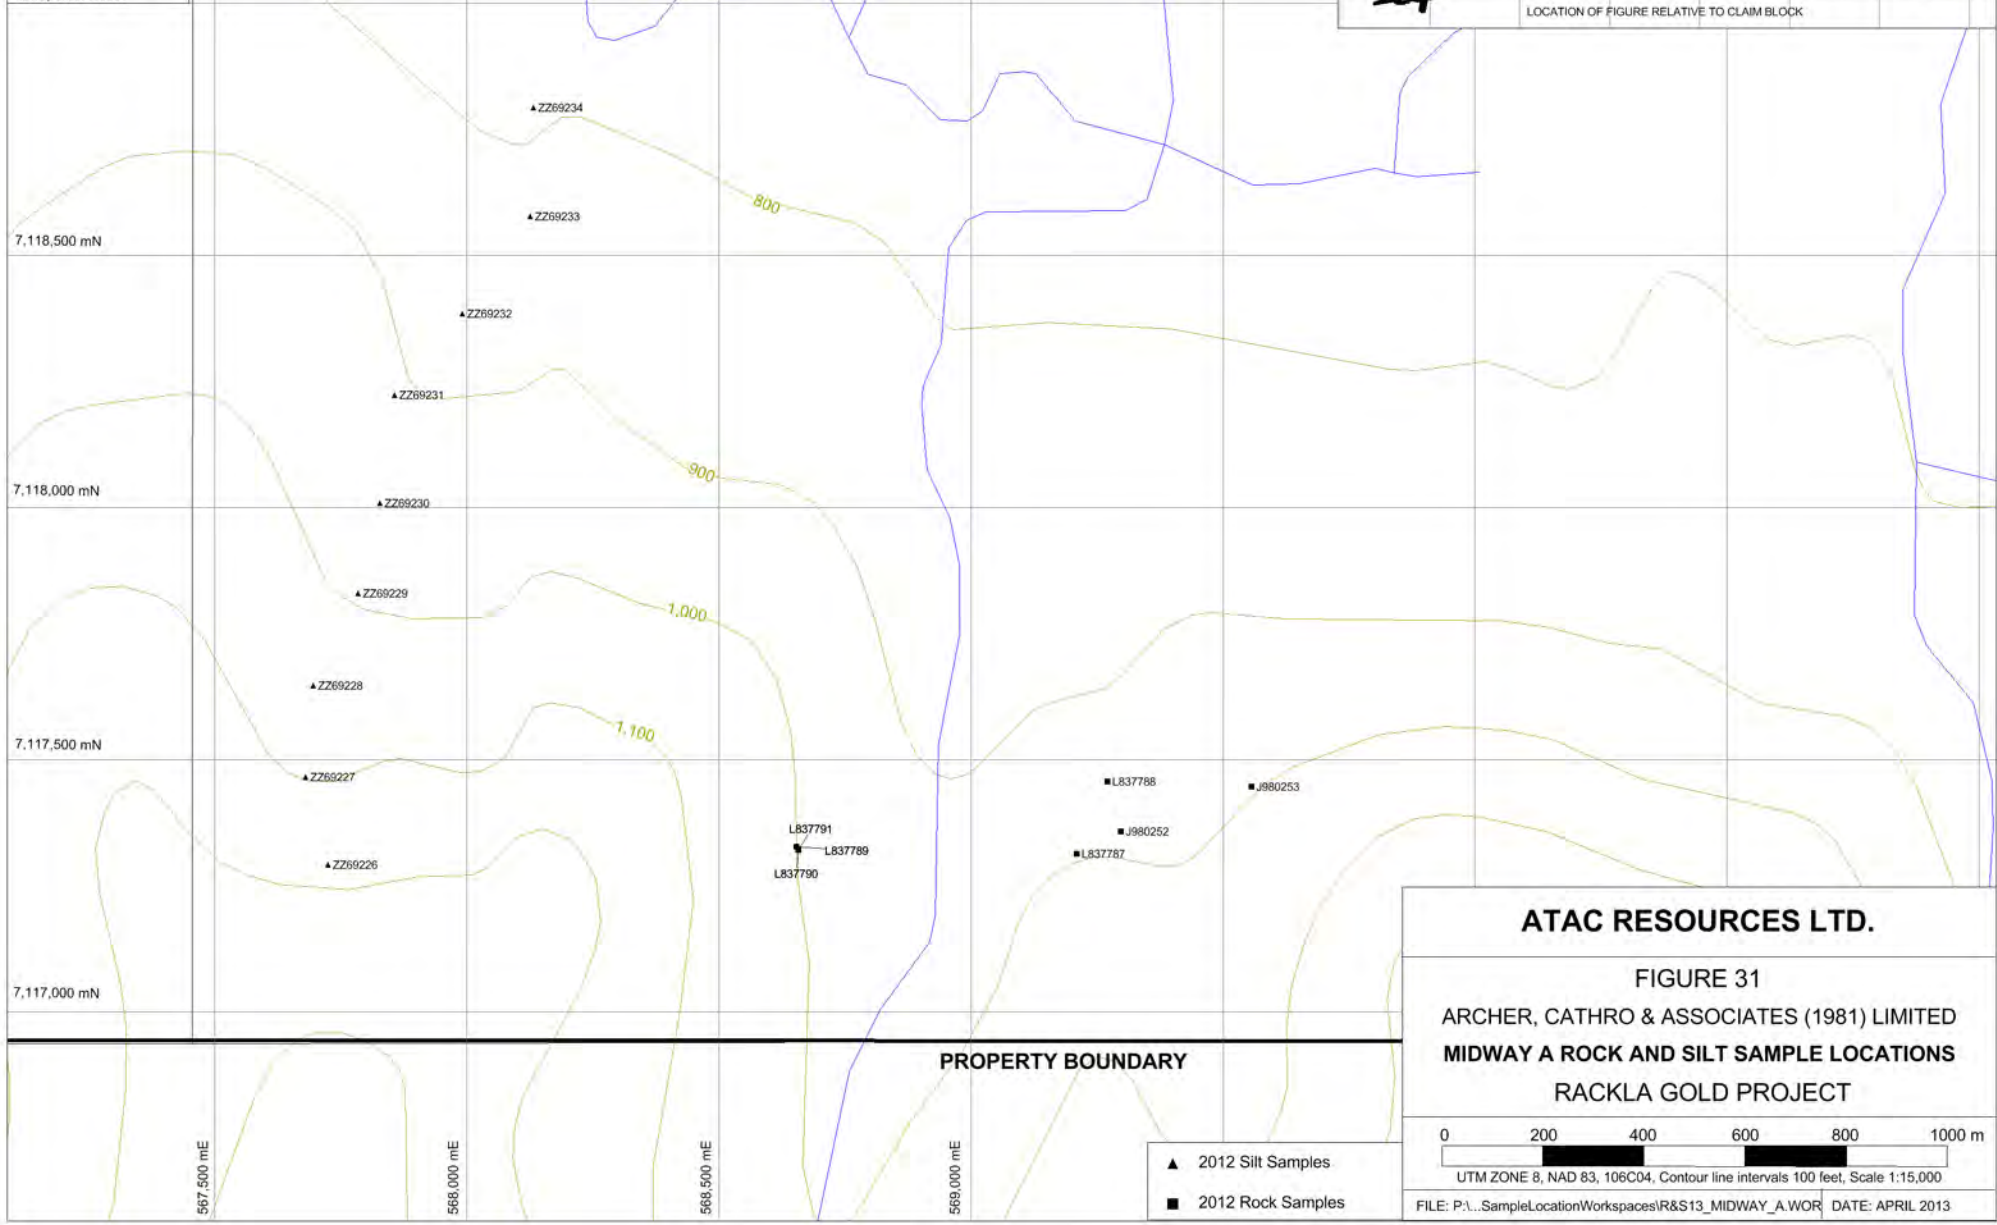 LOCATION OF FIGURE RELATIVE TO CLAIM BLOCK
ZZ69234
800
ZZ69233
7,118,500 mN
ZZ69232
ZZ69231
900
7,118,000 mN
ZZ69230
ZZ69229
1,000
ZZ69228
1,100
7,117,500 mN
ZZ69227
L837788
J980253
L837791
J980252
L837789
L837787
ZZ69226
L837790
7,117,000 mN
PROPERTY BOUNDARY
567,500 mE
568,000 mE
568,500 mE
569,000 mE
2012 Silt Samples
2012 Rock Samples
ATAC RESOURCES LTD.
FIGURE 31
ARCHER, CATHRO & ASSOCIATES (1981) LIMITED
MIDWAY A ROCK AND SILT SAMPLE LOCATIONS
RACKLA GOLD PROJECT
0 200 400 600 800 1000 m
UTM ZONE 8, NAD 83, 106C04, Contour line intervals 100 feet, Scale 1:15,000
FILE: P:\...SampleLocationWorkspaces\R&S13_MIDWAY_A.WOR DATE: APRIL 2013